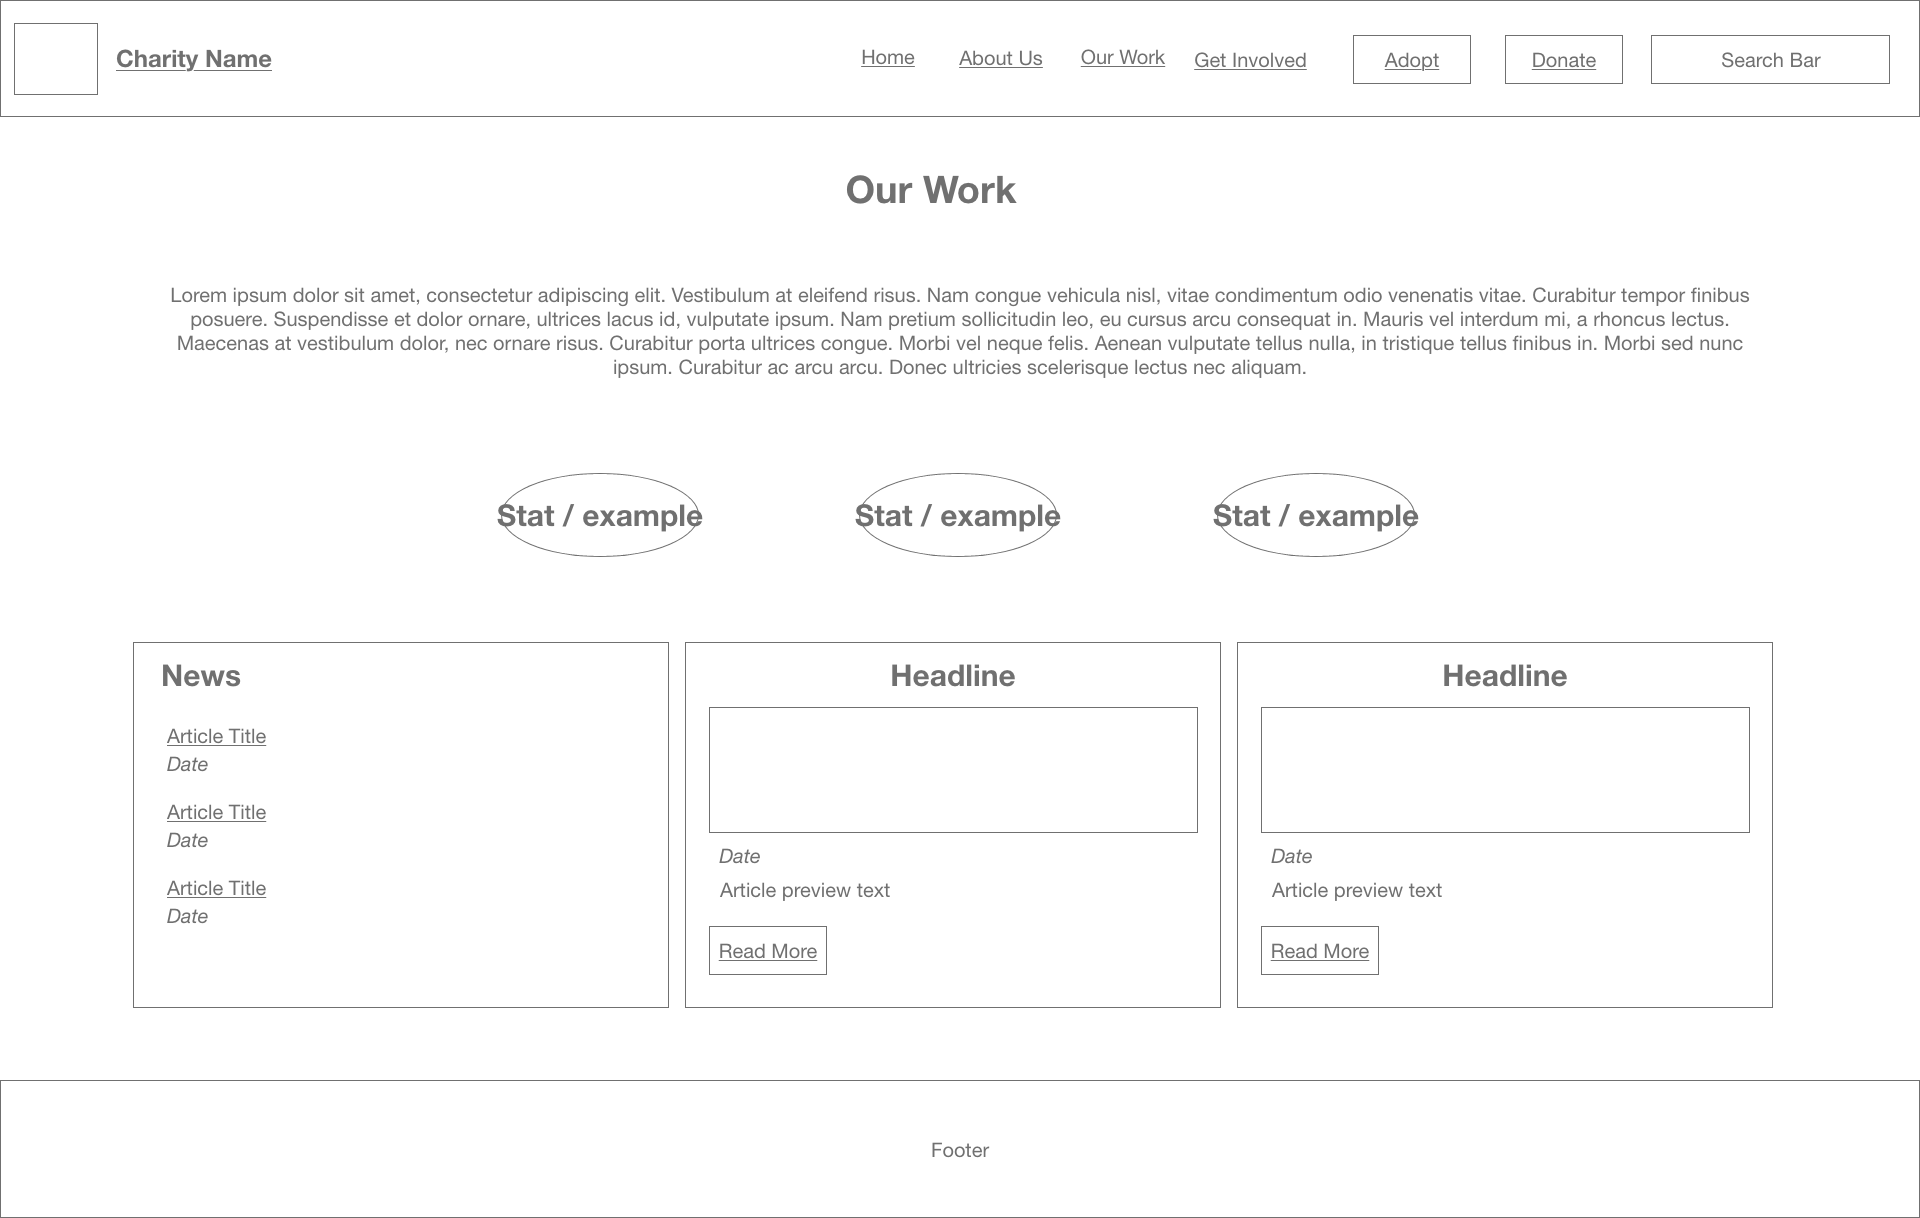 Charity Name
Home
About Us
Our Work
Get Involved
Adopt
Donate
Search Bar
Our Work
Lorem ipsum dolor sit amet, consectetur adipiscing elit. Vestibulum at eleifend risus. Nam congue vehicula nisl, vitae condimentum odio venenatis vitae. Curabitur tempor finibus
posuere. Suspendisse et dolor ornare, ultrices lacus id, vulputate ipsum. Nam pretium sollicitudin leo, eu cursus arcu consequat in. Mauris vel interdum mi, a rhoncus lectus.
Maecenas at vestibulum dolor, nec ornare risus. Curabitur porta ultrices congue. Morbi vel neque felis. Aenean vulputate tellus nulla, in tristique tellus finibus in. Morbi sed nunc
ipsum. Curabitur ac arcu arcu. Donec ultricies scelerisque lectus nec aliquam.
Stat / example
Stat / example
Stat / example
News
Article Title
Date
Article Title
Date
Article Title
Date
Headline
Date
Article preview text
Read More
Headline
Date
Article preview text
Read More
Footer